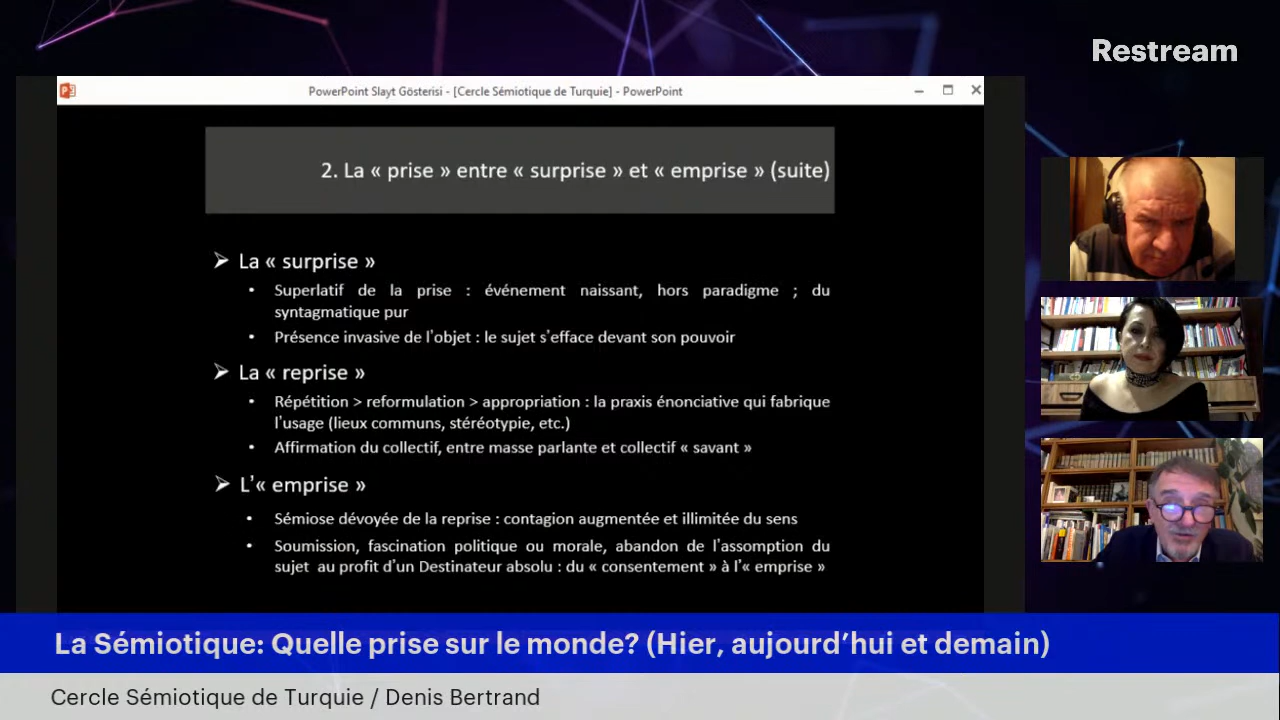 Restream
PowerPoint Slayt Gösterisi - [Cercle Sémiotique de Turquie] - PowerPoint
2. La « prise » entre « surprise » et « emprise » (suite)
➢ La « surprise »
• Superlatif de la prise : événement naissant, hors paradigme ; du
syntagmatique pur
• Présence invasive de l'objet : le sujet s'efface devant son pouvoir
➢ La « reprise »
• Répétition > reformulation > appropriation : la praxis énonciative qui fabrique
l'usage (lieux communs, stéréotypie, etc.)
• Affirmation du collectif, entre masse parlante et collectif « savant »
➢ L'« emprise »
• Sémiose dévoyée de la reprise : contagion augmentée et illimitée du sens
• Soumission, fascination politique ou morale, abandon de l'assomption du
sujet au profit d'un Destinateur absolu : du « consentement » à l'« emprise »
La Sémiotique: Quelle prise sur le monde? (Hier, aujourd’hui et demain)
Cercle Sémiotique de Turquie / Denis Bertrand